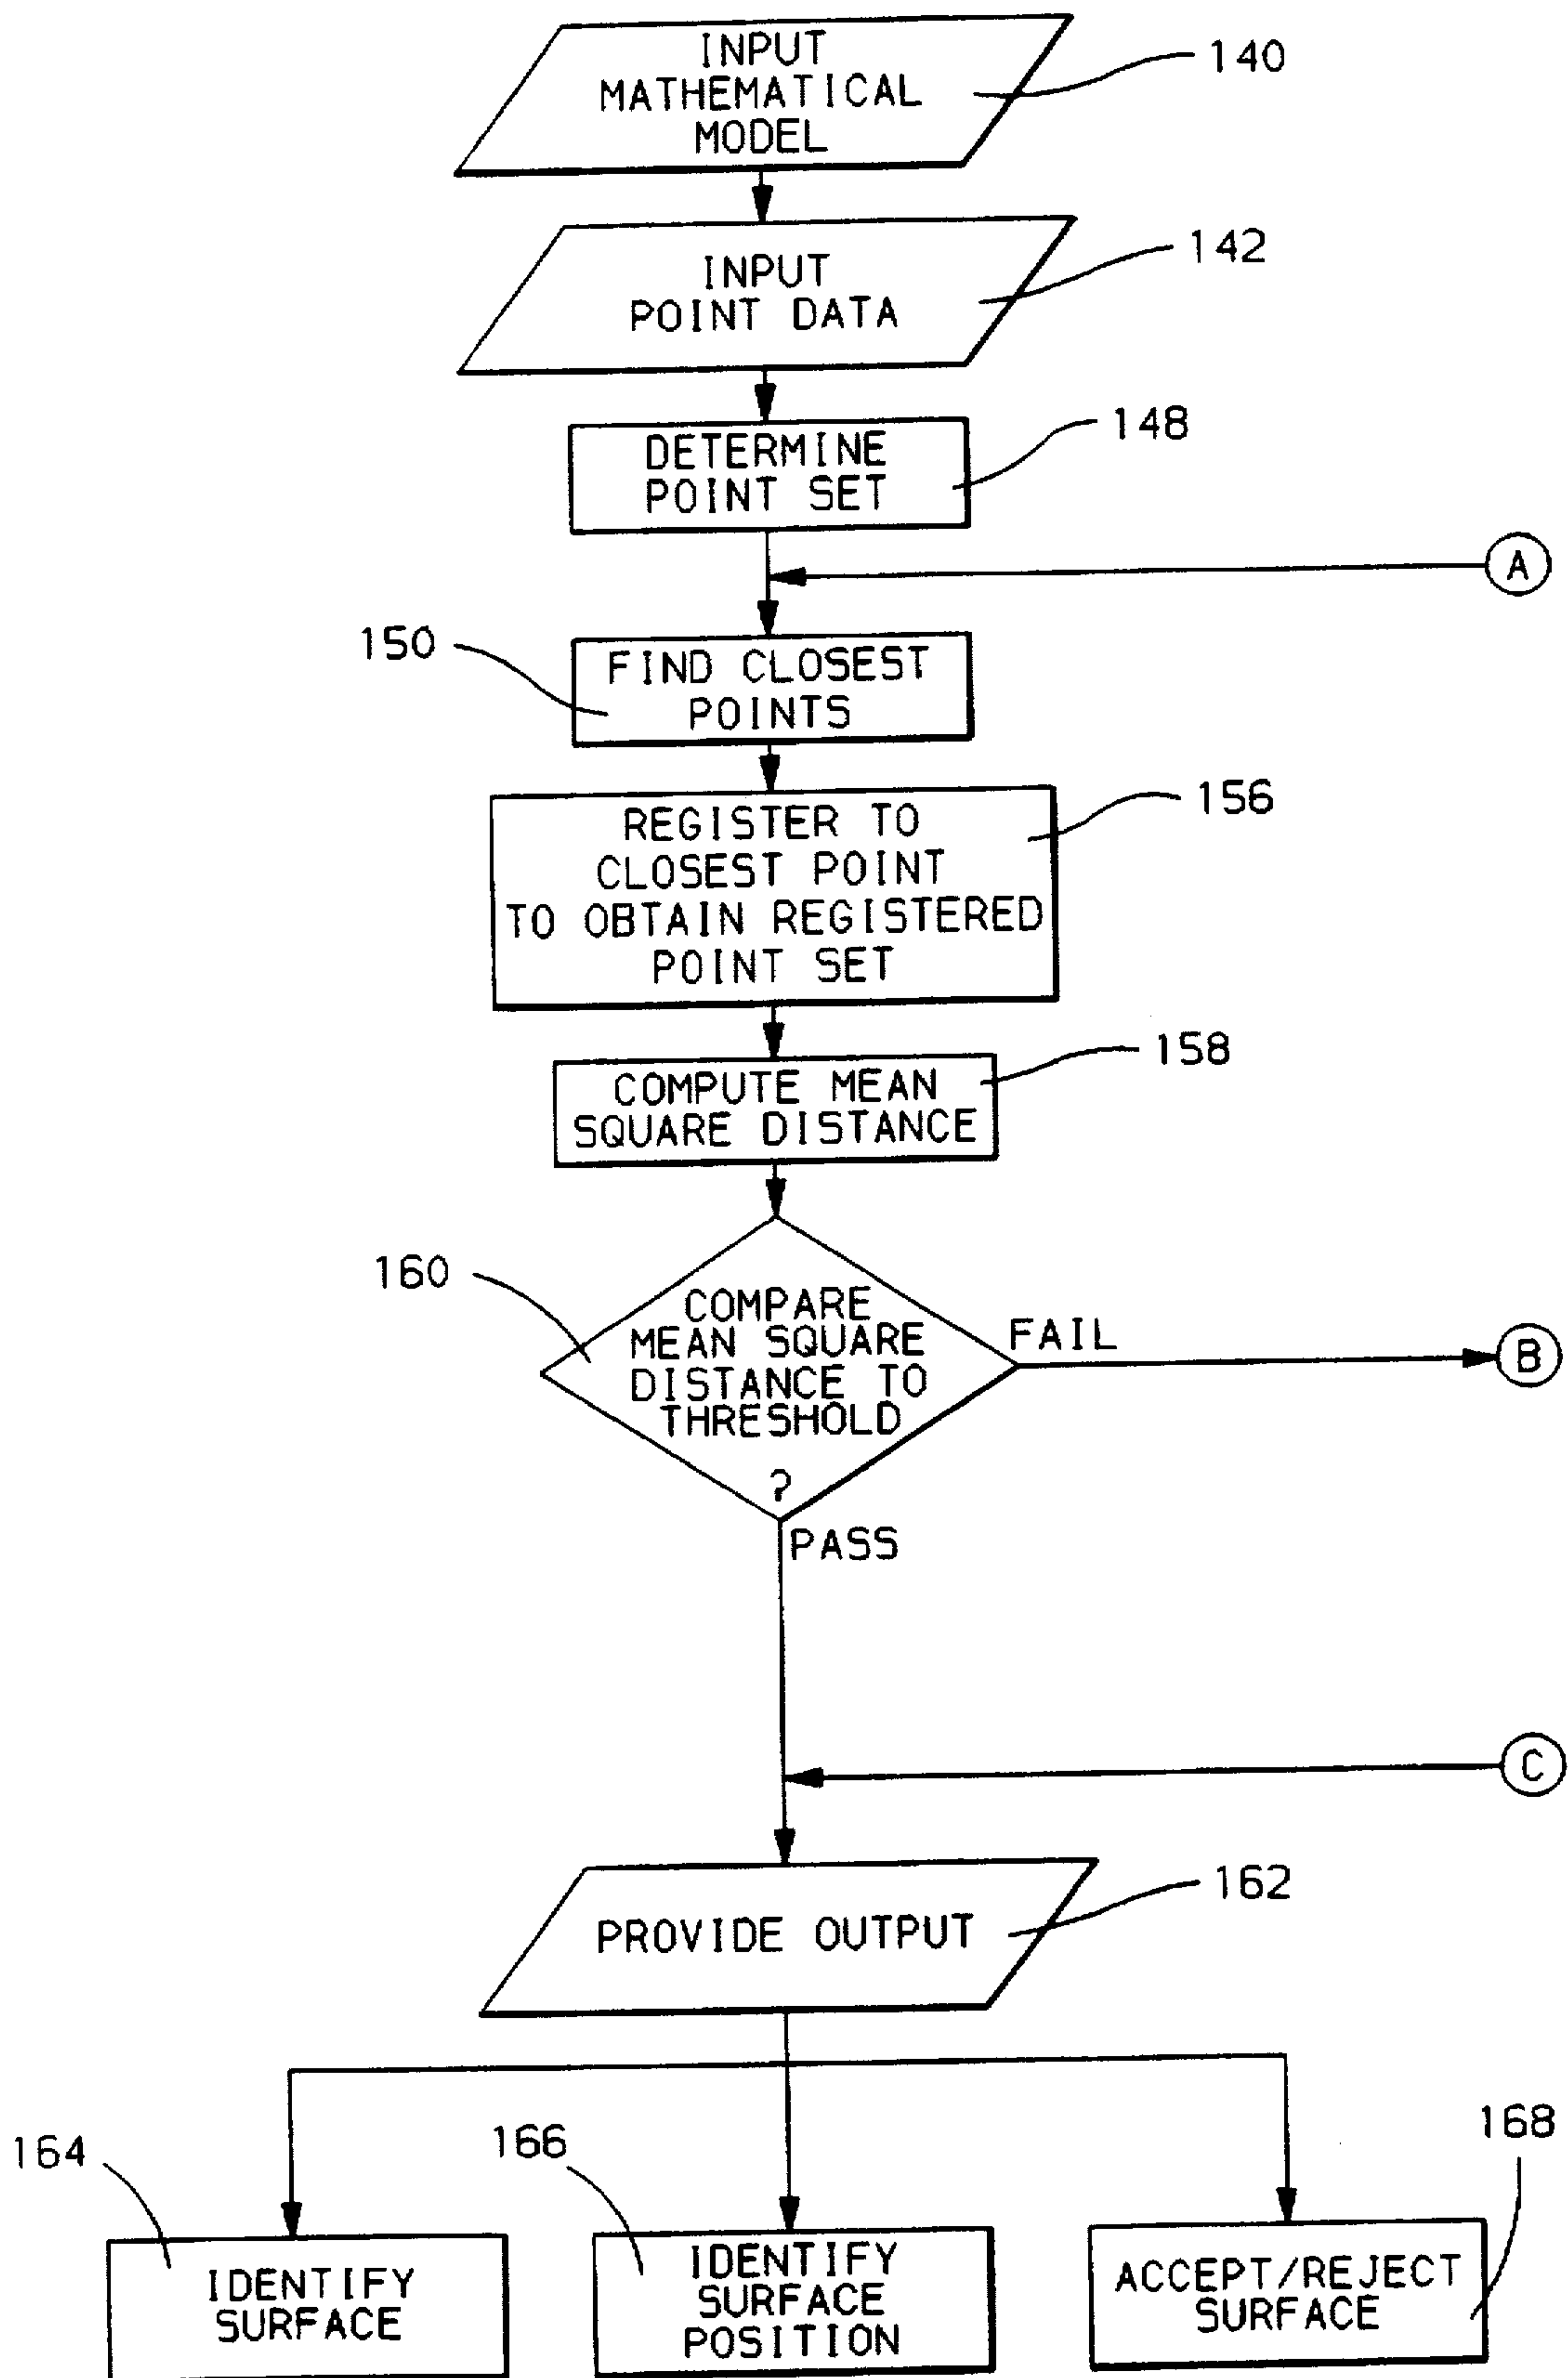 INPUT
MATHEMATICAL
MODEL
140
INPUT
POINT DATA
142
DETERMINE
POINT SET
148
A
150
FIND CLOSEST
POINTS
REGISTER TO
CLOSEST POINT
TO OBTAIN REGISTERED
POINT SET
156
COMPUTE MEAN
SQUARE DISTANCE
158
160
COMPARE
MEAN SQUARE
DISTANCE TO
THRESHOLD
?
FAIL
B
PASS
C
PROVIDE OUTPUT
162
164
IDENTIFY
SURFACE
166
IDENTIFY
SURFACE
POSITION
168
ACCEPT/REJECT
SURFACE